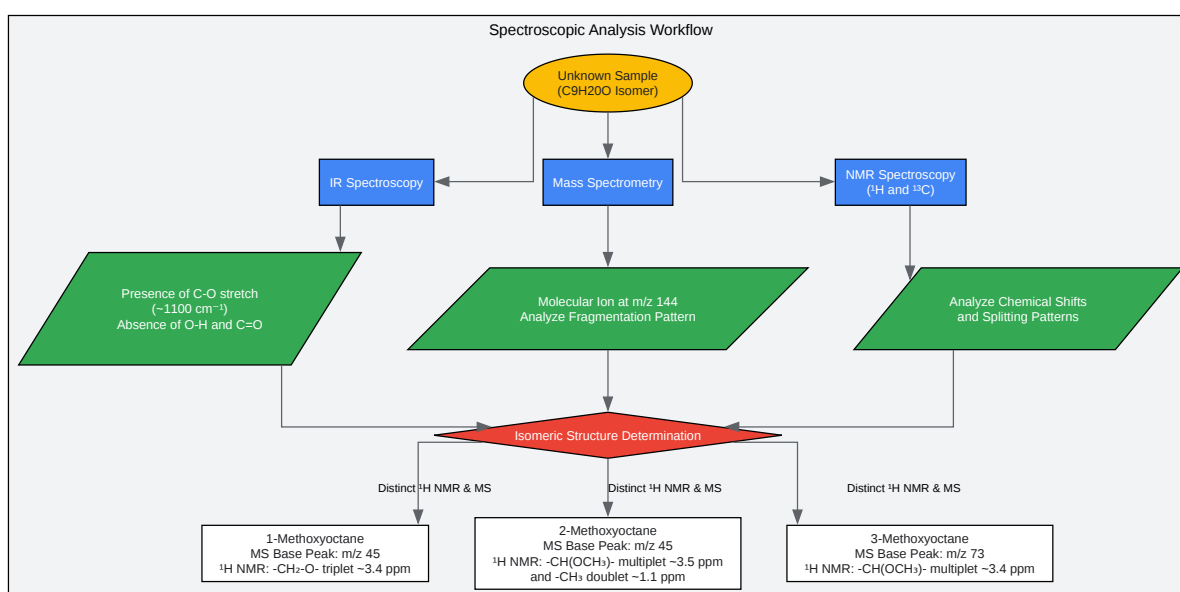 Spectroscopic Analysis Workflow
Unknown Sample
(C9H20O Isomer)
IR Spectroscopy
Mass Spectrometry
NMR Spectroscopy
(¹H and ¹³C)
Presence of C-O stretch
(~1100 cm⁻¹)
Absence of O-H and C=O
Molecular Ion at m/z 144
Analyze Fragmentation Pattern
Analyze Chemical Shifts
and Splitting Patterns
Isomeric Structure Determination
Distinct ¹H NMR & MS
Distinct ¹H NMR & MS
Distinct ¹H NMR & MS
1-Methoxyoctane
MS Base Peak: m/z 45
¹H NMR: -CH₂-O- triplet ~3.4 ppm
2-Methoxyoctane
MS Base Peak: m/z 45
¹H NMR: -CH(OCH₃)- multiplet ~3.5 ppm
and -CH₃ doublet ~1.1 ppm
3-Methoxyoctane
MS Base Peak: m/z 73
¹H NMR: -CH(OCH₃)- multiplet ~3.4 ppm